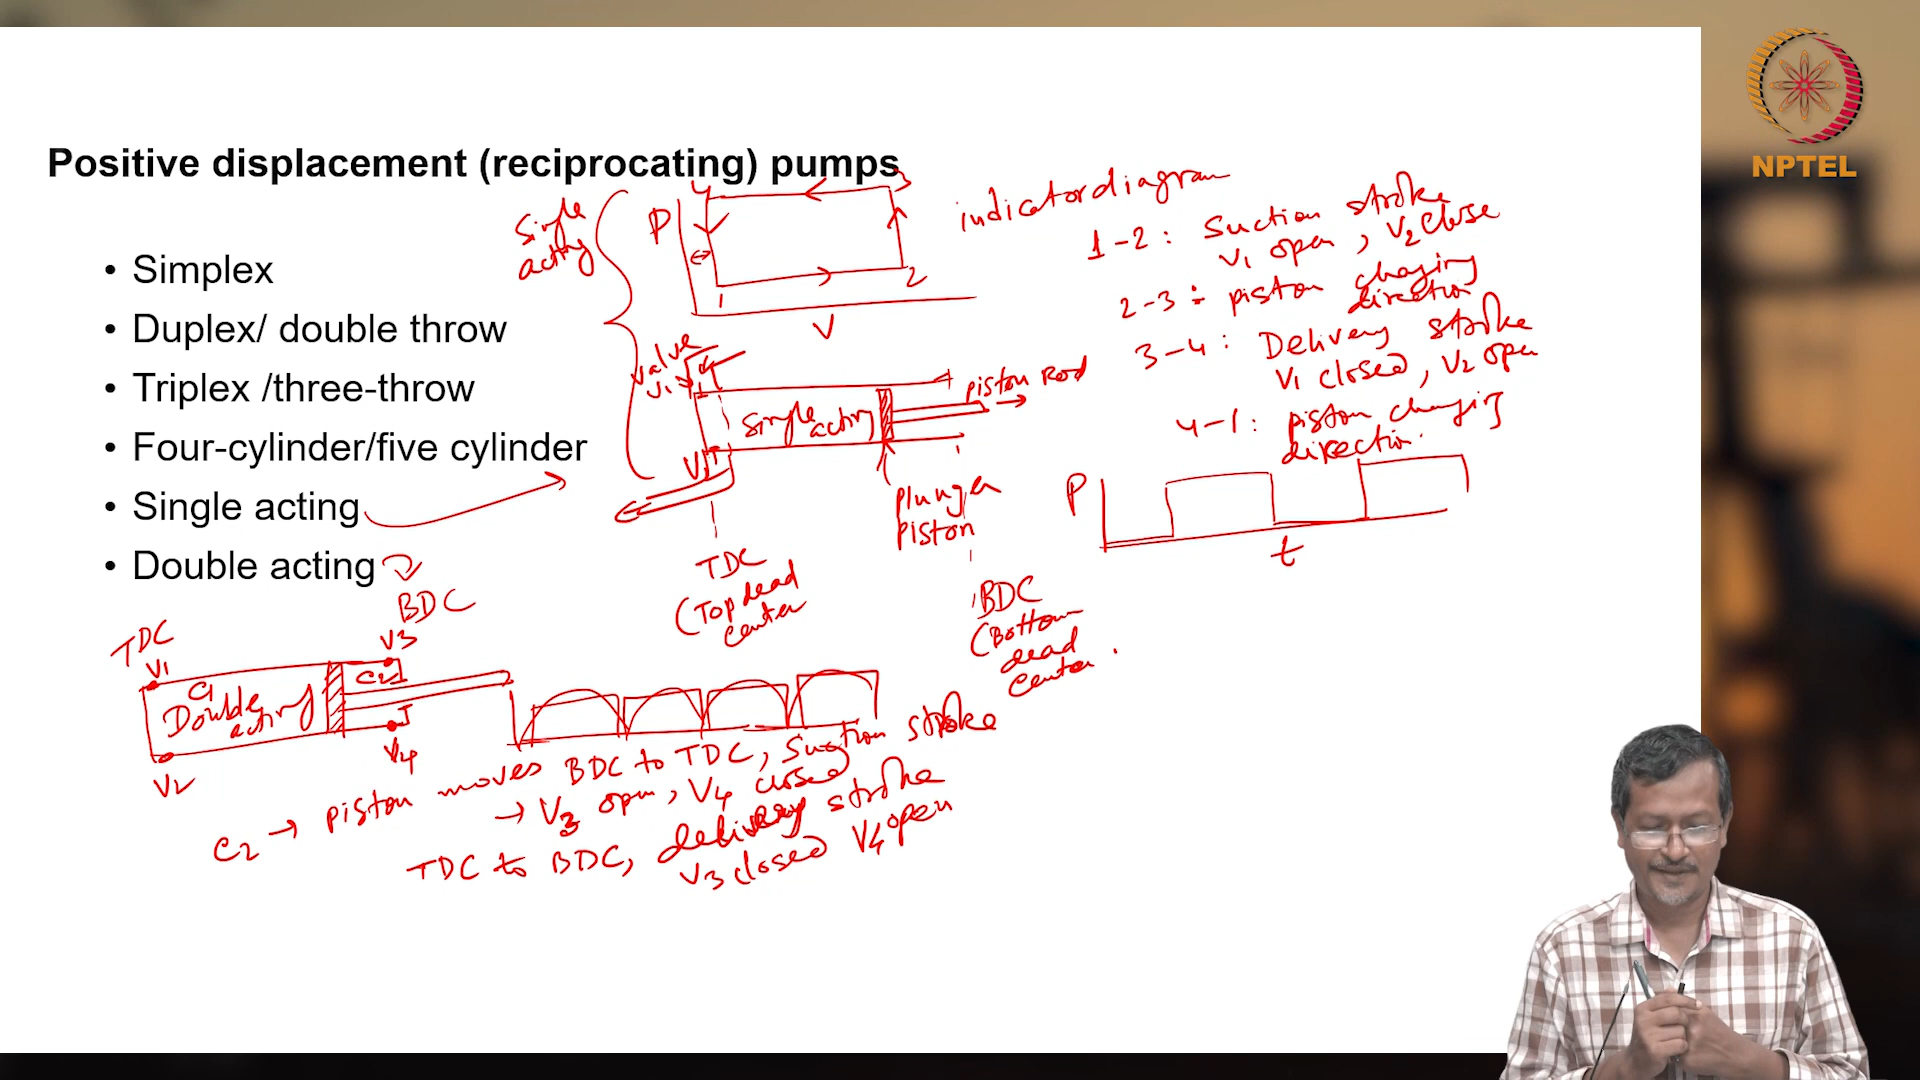 NPTEL
Positive displacement (reciprocating) pumps
• Simplex
• Duplex/ double throw
• Triplex /three-throw
• Four-cylinder/five cylinder
• Single acting
• Double acting
Single
acting
P
4
3
1
2
V
indicator diagram
1-2: Suction stroke
V1 open, V2 close
2-3: piston chaging
direction
3-4: Delivery stroke
V1 closed, V2 open
4-1: piston changing
direction.
valve
V1
Single
acting
piston Rod
V2
plunger
piston
TDC
(Top dead
center
BDC
(Bottom
dead
center.
P
t
TDC
BDC
V1
V3
C1
C2
Double
acting
V2
V4
C2 → piston moves BDC to TDC, Suction stroke
→ V3 open, V4 closed
TDC to BDC, delivery stroke
V3 closed V4 open